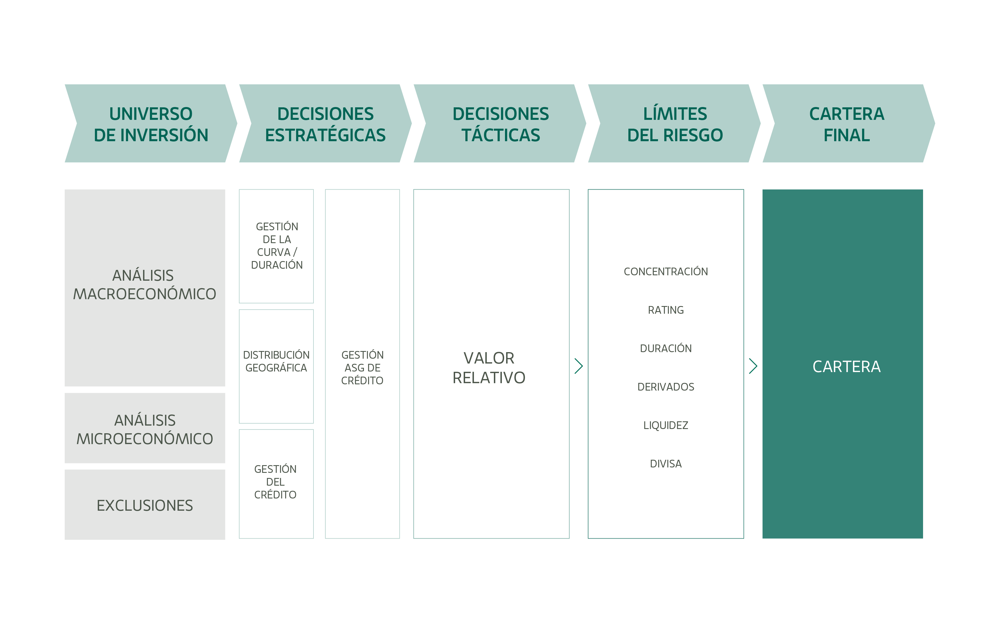 UNIVERSO
DE INVERSIÓN
DECISIONES
ESTRATÉGICAS
DECISIONES
TÁCTICAS
LÍMITES
DEL RIESGO
CARTERA
FINAL
ANÁLISIS
MACROECONÓMICO
ANÁLISIS
MICROECONÓMICO
EXCLUSIONES
GESTIÓN
DE LA
CURVA /
DURACIÓN
DISTRIBUCIÓN
GEOGRÁFICA
GESTIÓN
DEL
CRÉDITO
GESTIÓN
ASG DE
CRÉDITO
VALOR
RELATIVO
CONCENTRACIÓN
RATING
DURACIÓN
DERIVADOS
LIQUIDEZ
DIVISA
CARTERA